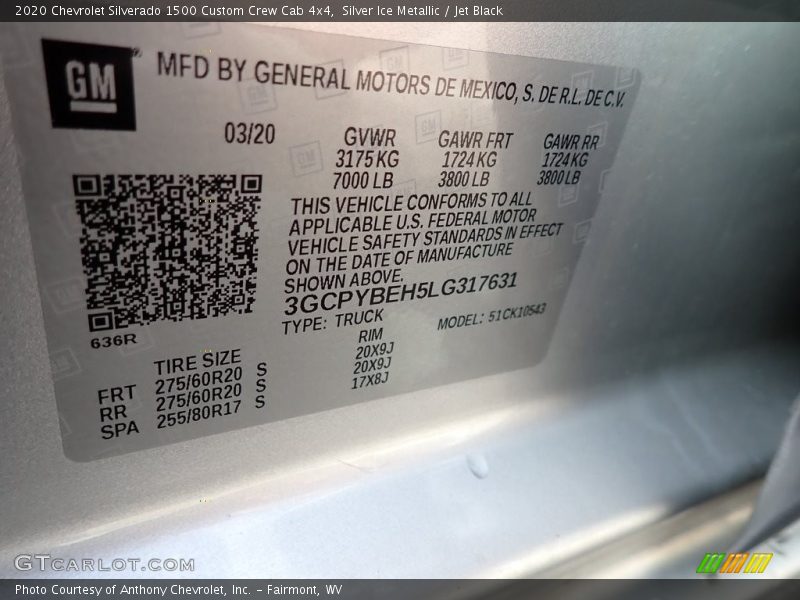 2020 Chevrolet Silverado 1500 Custom Crew Cab 4x4, Silver Ice Metallic / Jet Black
GM
MFD BY GENERAL MOTORS DE MEXICO, S. DE R.L. DE C.V.
03/20 GVWR GAWR FRT GAWR RR
3175 KG 1724 KG 1724 KG
7000 LB 3800 LB 3800 LB
THIS VEHICLE CONFORMS TO ALL
APPLICABLE U.S. FEDERAL MOTOR
VEHICLE SAFETY STANDARDS IN EFFECT
ON THE DATE OF MANUFACTURE
SHOWN ABOVE.
3GCPYBEH5LG317631
TYPE: TRUCK MODEL: 51CK10543
636R
TIRE SIZE RIM
FRT 275/60R20 S 20X9J
RR 275/60R20 S 20X9J
SPA 255/80R17 S 17X8J
GTcarlot.com
Photo Courtesy of Anthony Chevrolet, Inc. – Fairmont, WV